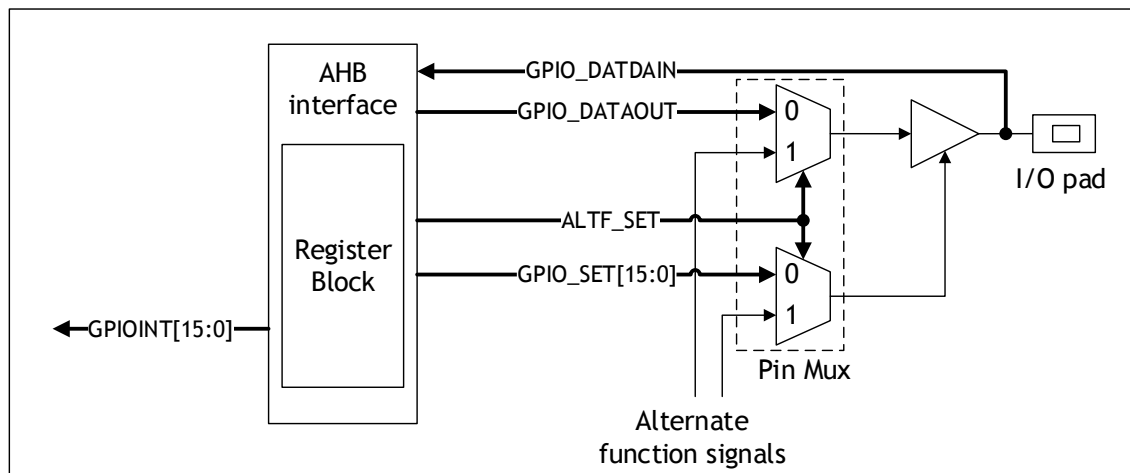 AHB
interface
GPIO_DATDAIN
GPIO_DATAOUT
0
1
I/O pad
ALTF_SET
Register
Block
GPIO_SET[15:0]
0
1
GPIOINT[15:0]
Pin Mux
Alternate
function signals